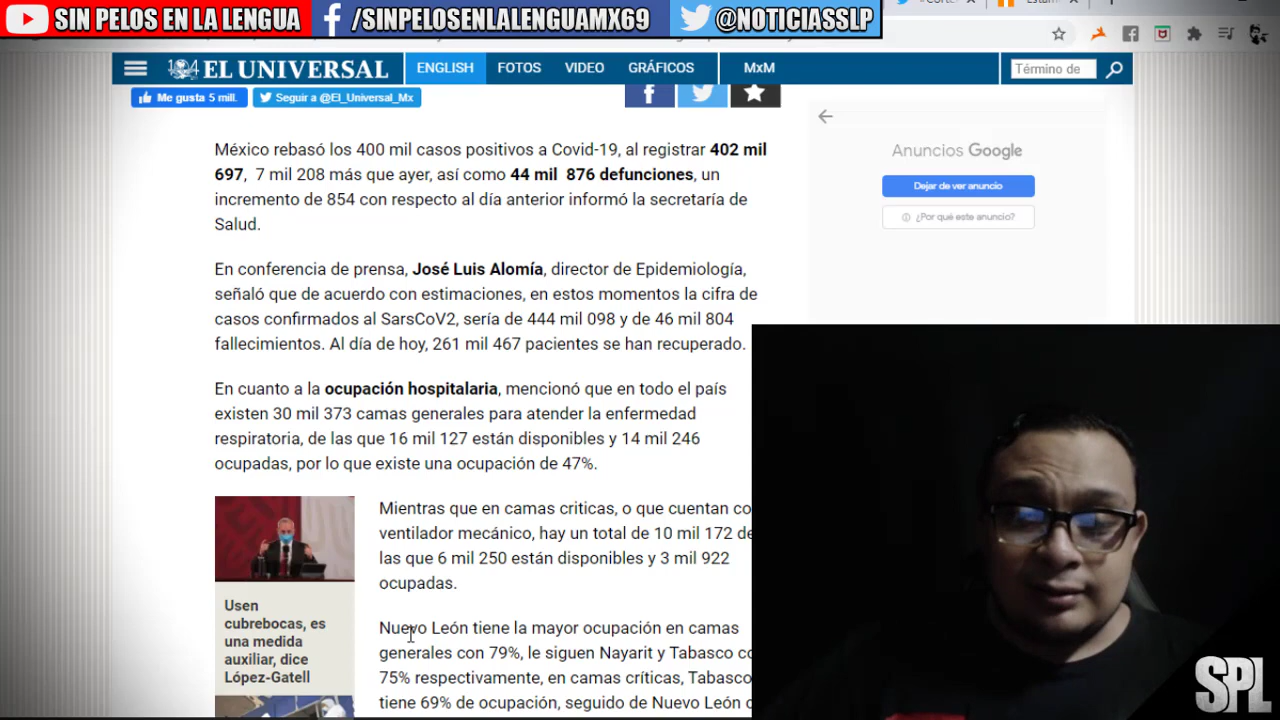 SIN PELOS EN LA LENGUA
/SINPELOSENLALENGUAMX69
@NOTICIASSLP
EL UNIVERSAL
ENGLISH
FOTOS
VIDEO
GRÁFICOS
MxM
Término de
Me gusta 5 mill.
Seguir a @El_Universal_Mx
México rebasó los 400 mil casos positivos a Covid-19, al registrar 402 mil
697, 7 mil 208 más que ayer, así como 44 mil 876 defunciones, un
incremento de 854 con respecto al día anterior informó la secretaría de
Salud.
En conferencia de prensa, José Luis Alomía, director de Epidemiología,
señaló que de acuerdo con estimaciones, en estos momentos la cifra de
casos confirmados al SarsCoV2, sería de 444 mil 098 y de 46 mil 804
fallecimientos. Al día de hoy, 261 mil 467 pacientes se han recuperado.
En cuanto a la ocupación hospitalaria, mencionó que en todo el país
existen 30 mil 373 camas generales para atender la enfermedad
respiratoria, de las que 16 mil 127 están disponibles y 14 mil 246
ocupadas, por lo que existe una ocupación de 47%.
Mientras que en camas criticas, o que cuentan co
ventilador mecánico, hay un total de 10 mil 172 de
las que 6 mil 250 están disponibles y 3 mil 922
ocupadas.
Nuevo León tiene la mayor ocupación en camas
generales con 79%, le siguen Nayarit y Tabasco co
75% respectivamente, en camas críticas, Tabasco
tiene 69% de ocupación, seguido de Nuevo León
Usen
cubrebocas, es
una medida
auxiliar, dice
López-Gatell
Anuncios Google
Dejar de ver anuncio
¿Por qué este anuncio?
SPL